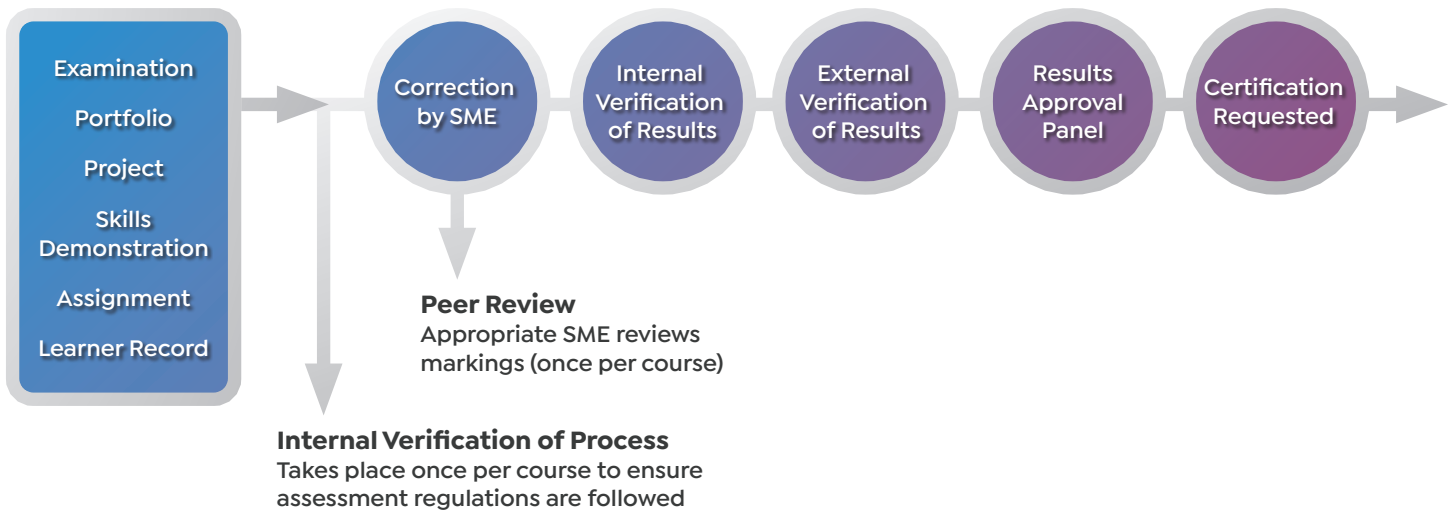 Examination
Portfolio
Project
Skills
Demonstration
Assignment
Learner Record
Correction
by SME
Internal
Verification
of Results
External
Verification
of Results
Results
Approval
Panel
Certification
Requested
Peer Review
Appropriate SME reviews
markings (once per course)
Internal Verification of Process
Takes place once per course to ensure
assessment regulations are followed